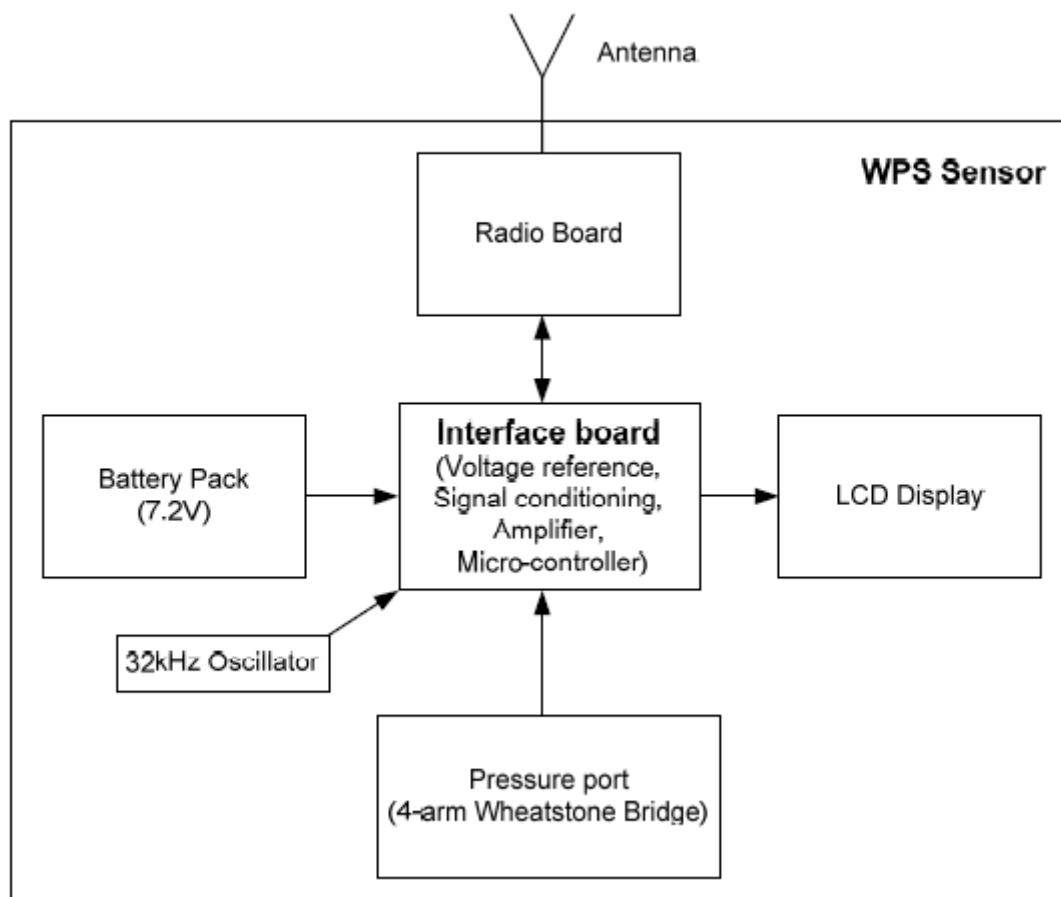 Antenna
WPS Sensor
Radio Board
Interface board
(Voltage reference,
Signal conditioning,
Amplifier,
Micro-controller)
Battery Pack
(7.2V)
LCD Display
32kHz Oscillator
Pressure port
(4-arm Wheatstone Bridge)